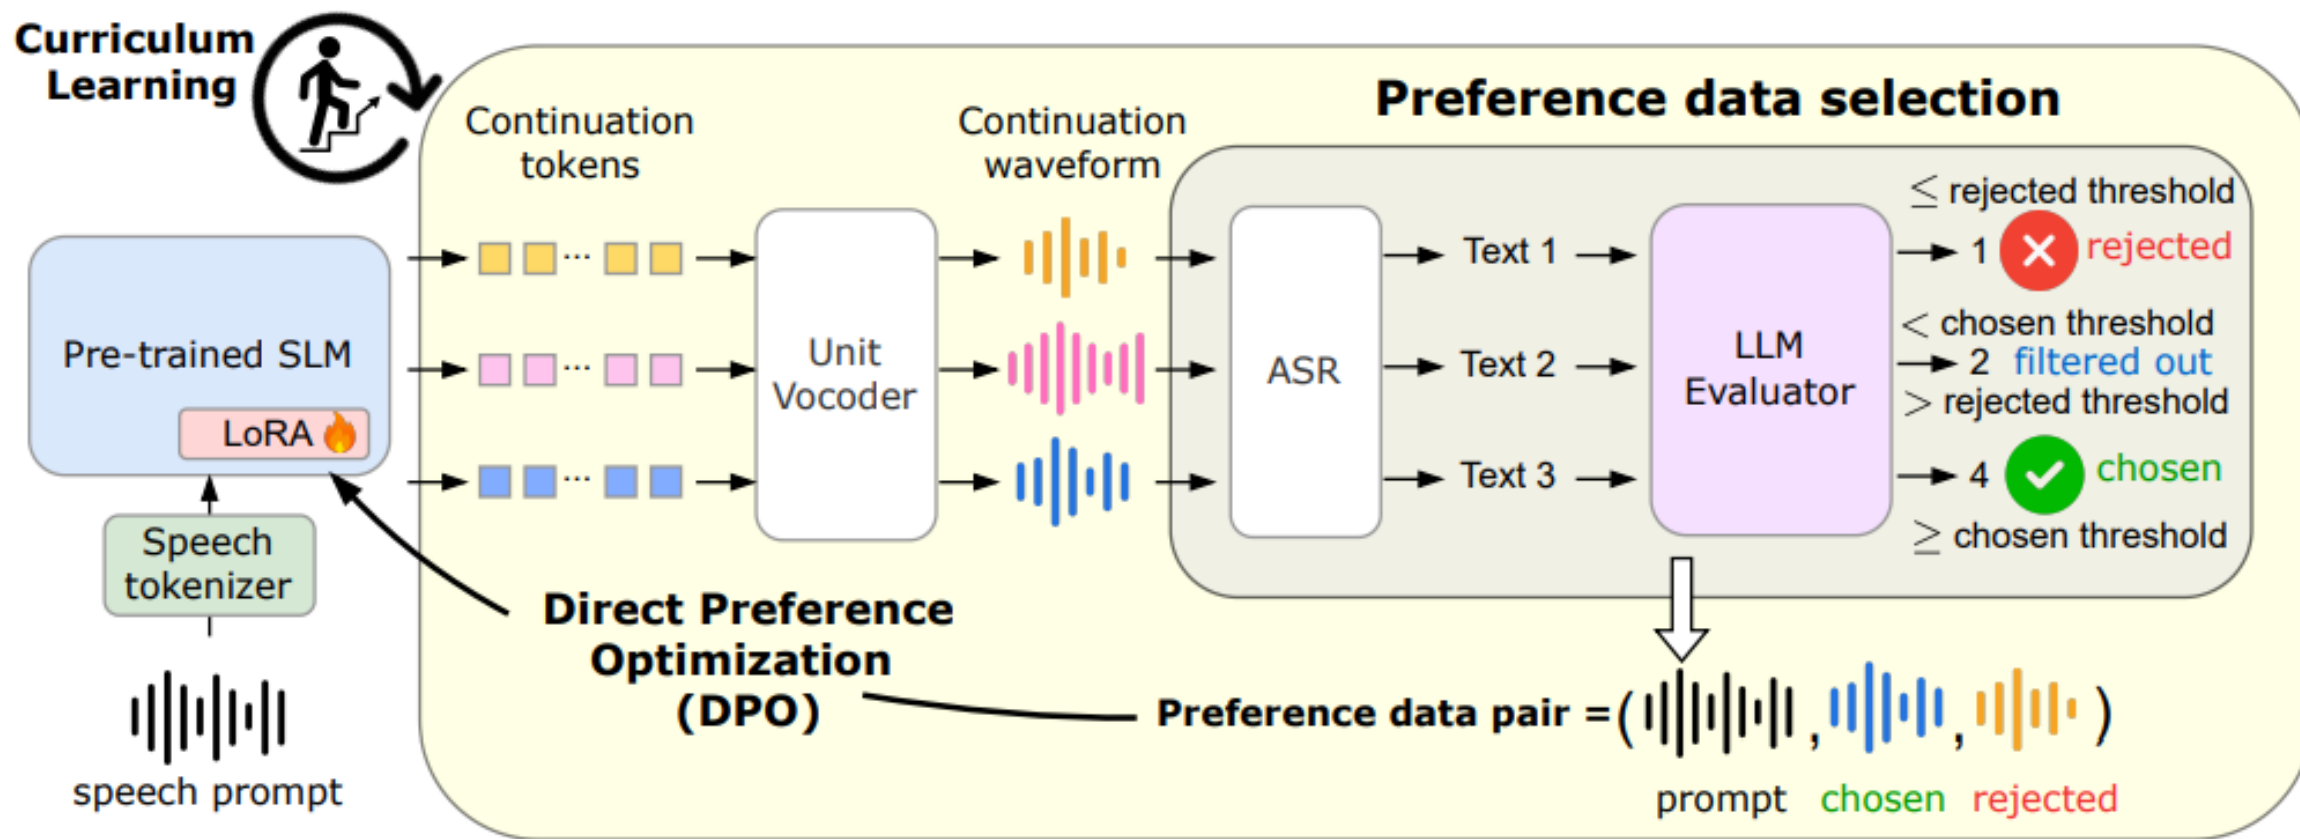 Curriculum
Learning
Preference data selection
Continuation
tokens
Continuation
waveform
≤ rejected threshold
Pre-trained SLM
LoRA
Unit
Vocoder
ASR
Text 1
Text 2
Text 3
LLM
Evaluator
1 rejected
< chosen threshold
2 filtered out
> rejected threshold
4 chosen
≥ chosen threshold
Speech
tokenizer
speech prompt
Direct Preference
Optimization
(DPO)
Preference data pair = ( , , )
prompt chosen rejected